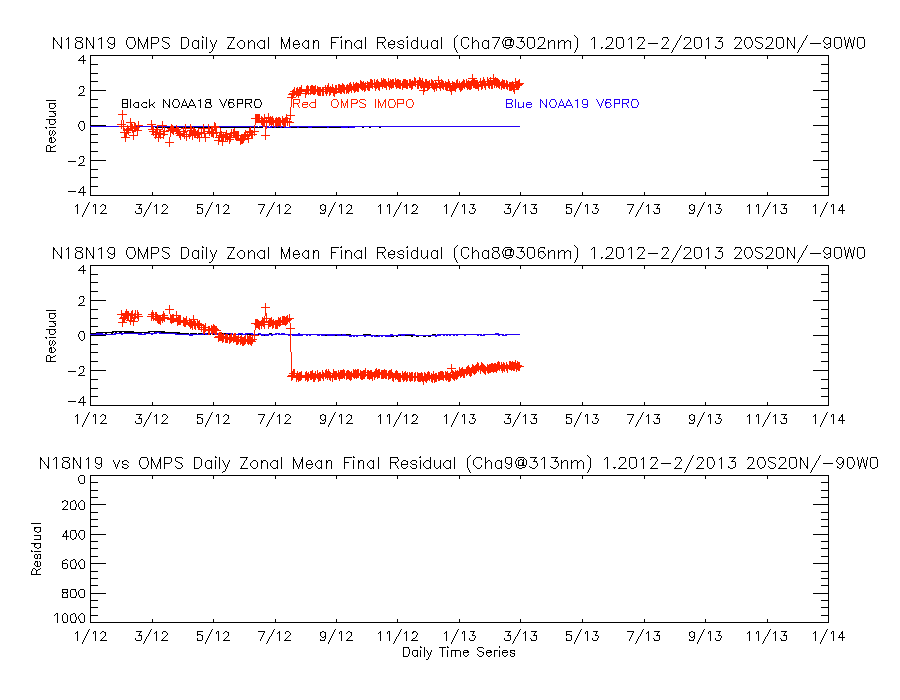 N18N19 OMPS Daily Zonal Mean Final Residual (Cha7@302nm) 1.2012-2/2013 20S20N/-90W0
4
2
0
-2
-4
Residual
Black NOAA18 V6PRO
Red OMPS IMOPO
Blue NOAA19 V6PRO
1/12 3/12 5/12 7/12 9/12 11/12 1/13 3/13 5/13 7/13 9/13 11/13 1/14
N18N19 OMPS Daily Zonal Mean Final Residual (Cha8@306nm) 1.2012-2/2013 20S20N/-90W0
4
2
0
-2
-4
Residual
1/12 3/12 5/12 7/12 9/12 11/12 1/13 3/13 5/13 7/13 9/13 11/13 1/14
N18N19 vs OMPS Daily Zonal Mean Final Residual (Cha9@313nm) 1.2012-2/2013 20S20N/-90W0
0
200
400
600
800
1000
Residual
1/12 3/12 5/12 7/12 9/12 11/12 1/13 3/13 5/13 7/13 9/13 11/13 1/14
Daily Time Series